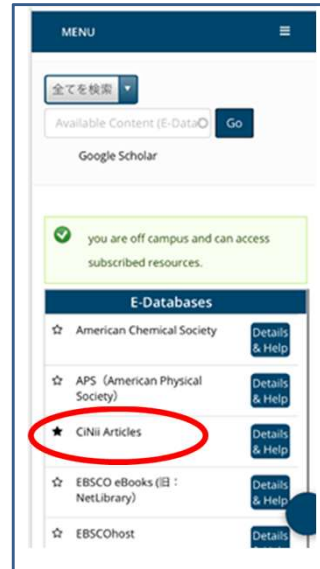 MENU
全てを検索
Available Content (E-Data
Go
Google Scholar
you are off campus and can access
subscribed resources.
E-Databases
American Chemical Society
Details
& Help
APS（American Physical
Society）
Details
& Help
CiNii Articles
Details
& Help
EBSCO eBooks (旧：
NetLibrary）
Details
& Help
EBSCOhost
Details